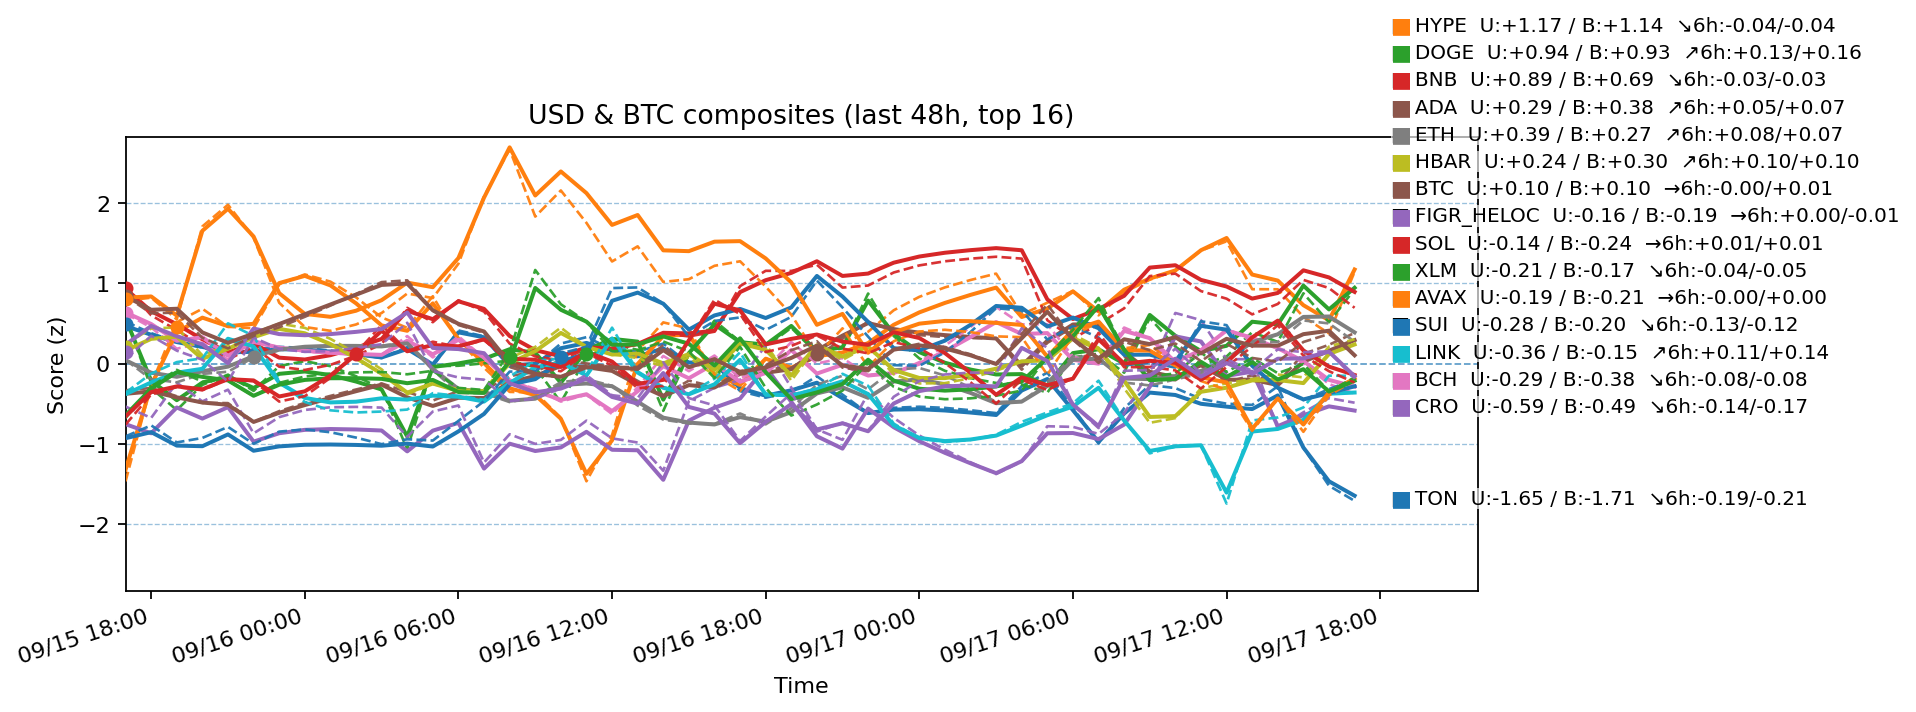 HYPE  U:+1.17 / B:+1.14  ↘6h:-0.04/-0.04
DOGE  U:+0.94 / B:+0.93  ↗6h:+0.13/+0.16
BNB  U:+0.89 / B:+0.69  ↘6h:-0.03/-0.03
ADA  U:+0.29 / B:+0.38  ↗6h:+0.05/+0.07
ETH  U:+0.39 / B:+0.27  ↗6h:+0.08/+0.07
HBAR  U:+0.24 / B:+0.30  ↗6h:+0.10/+0.10
BTC  U:+0.10 / B:+0.10  →6h:-0.00/+0.01
FIGR_HELOC  U:-0.16 / B:-0.19  →6h:+0.00/-0.01
SOL  U:-0.14 / B:-0.24  →6h:+0.01/+0.01
XLM  U:-0.21 / B:-0.17  ↘6h:-0.04/-0.05
AVAX  U:-0.19 / B:-0.21  →6h:-0.00/+0.00
SUI  U:-0.28 / B:-0.20  ↘6h:-0.13/-0.12
LINK  U:-0.36 / B:-0.15  ↗6h:+0.11/+0.14
BCH  U:-0.29 / B:-0.38  ↘6h:-0.08/-0.08
CRO  U:-0.59 / B:-0.49  ↘6h:-0.14/-0.17
TON  U:-1.65 / B:-1.71  ↘6h:-0.19/-0.21
USD & BTC composites (last 48h, top 16)
Score (z)
2
1
0
−1
−2
09/15 18:00
09/16 00:00
09/16 06:00
09/16 12:00
09/16 18:00
09/17 00:00
09/17 06:00
09/17 12:00
09/17 18:00
Time